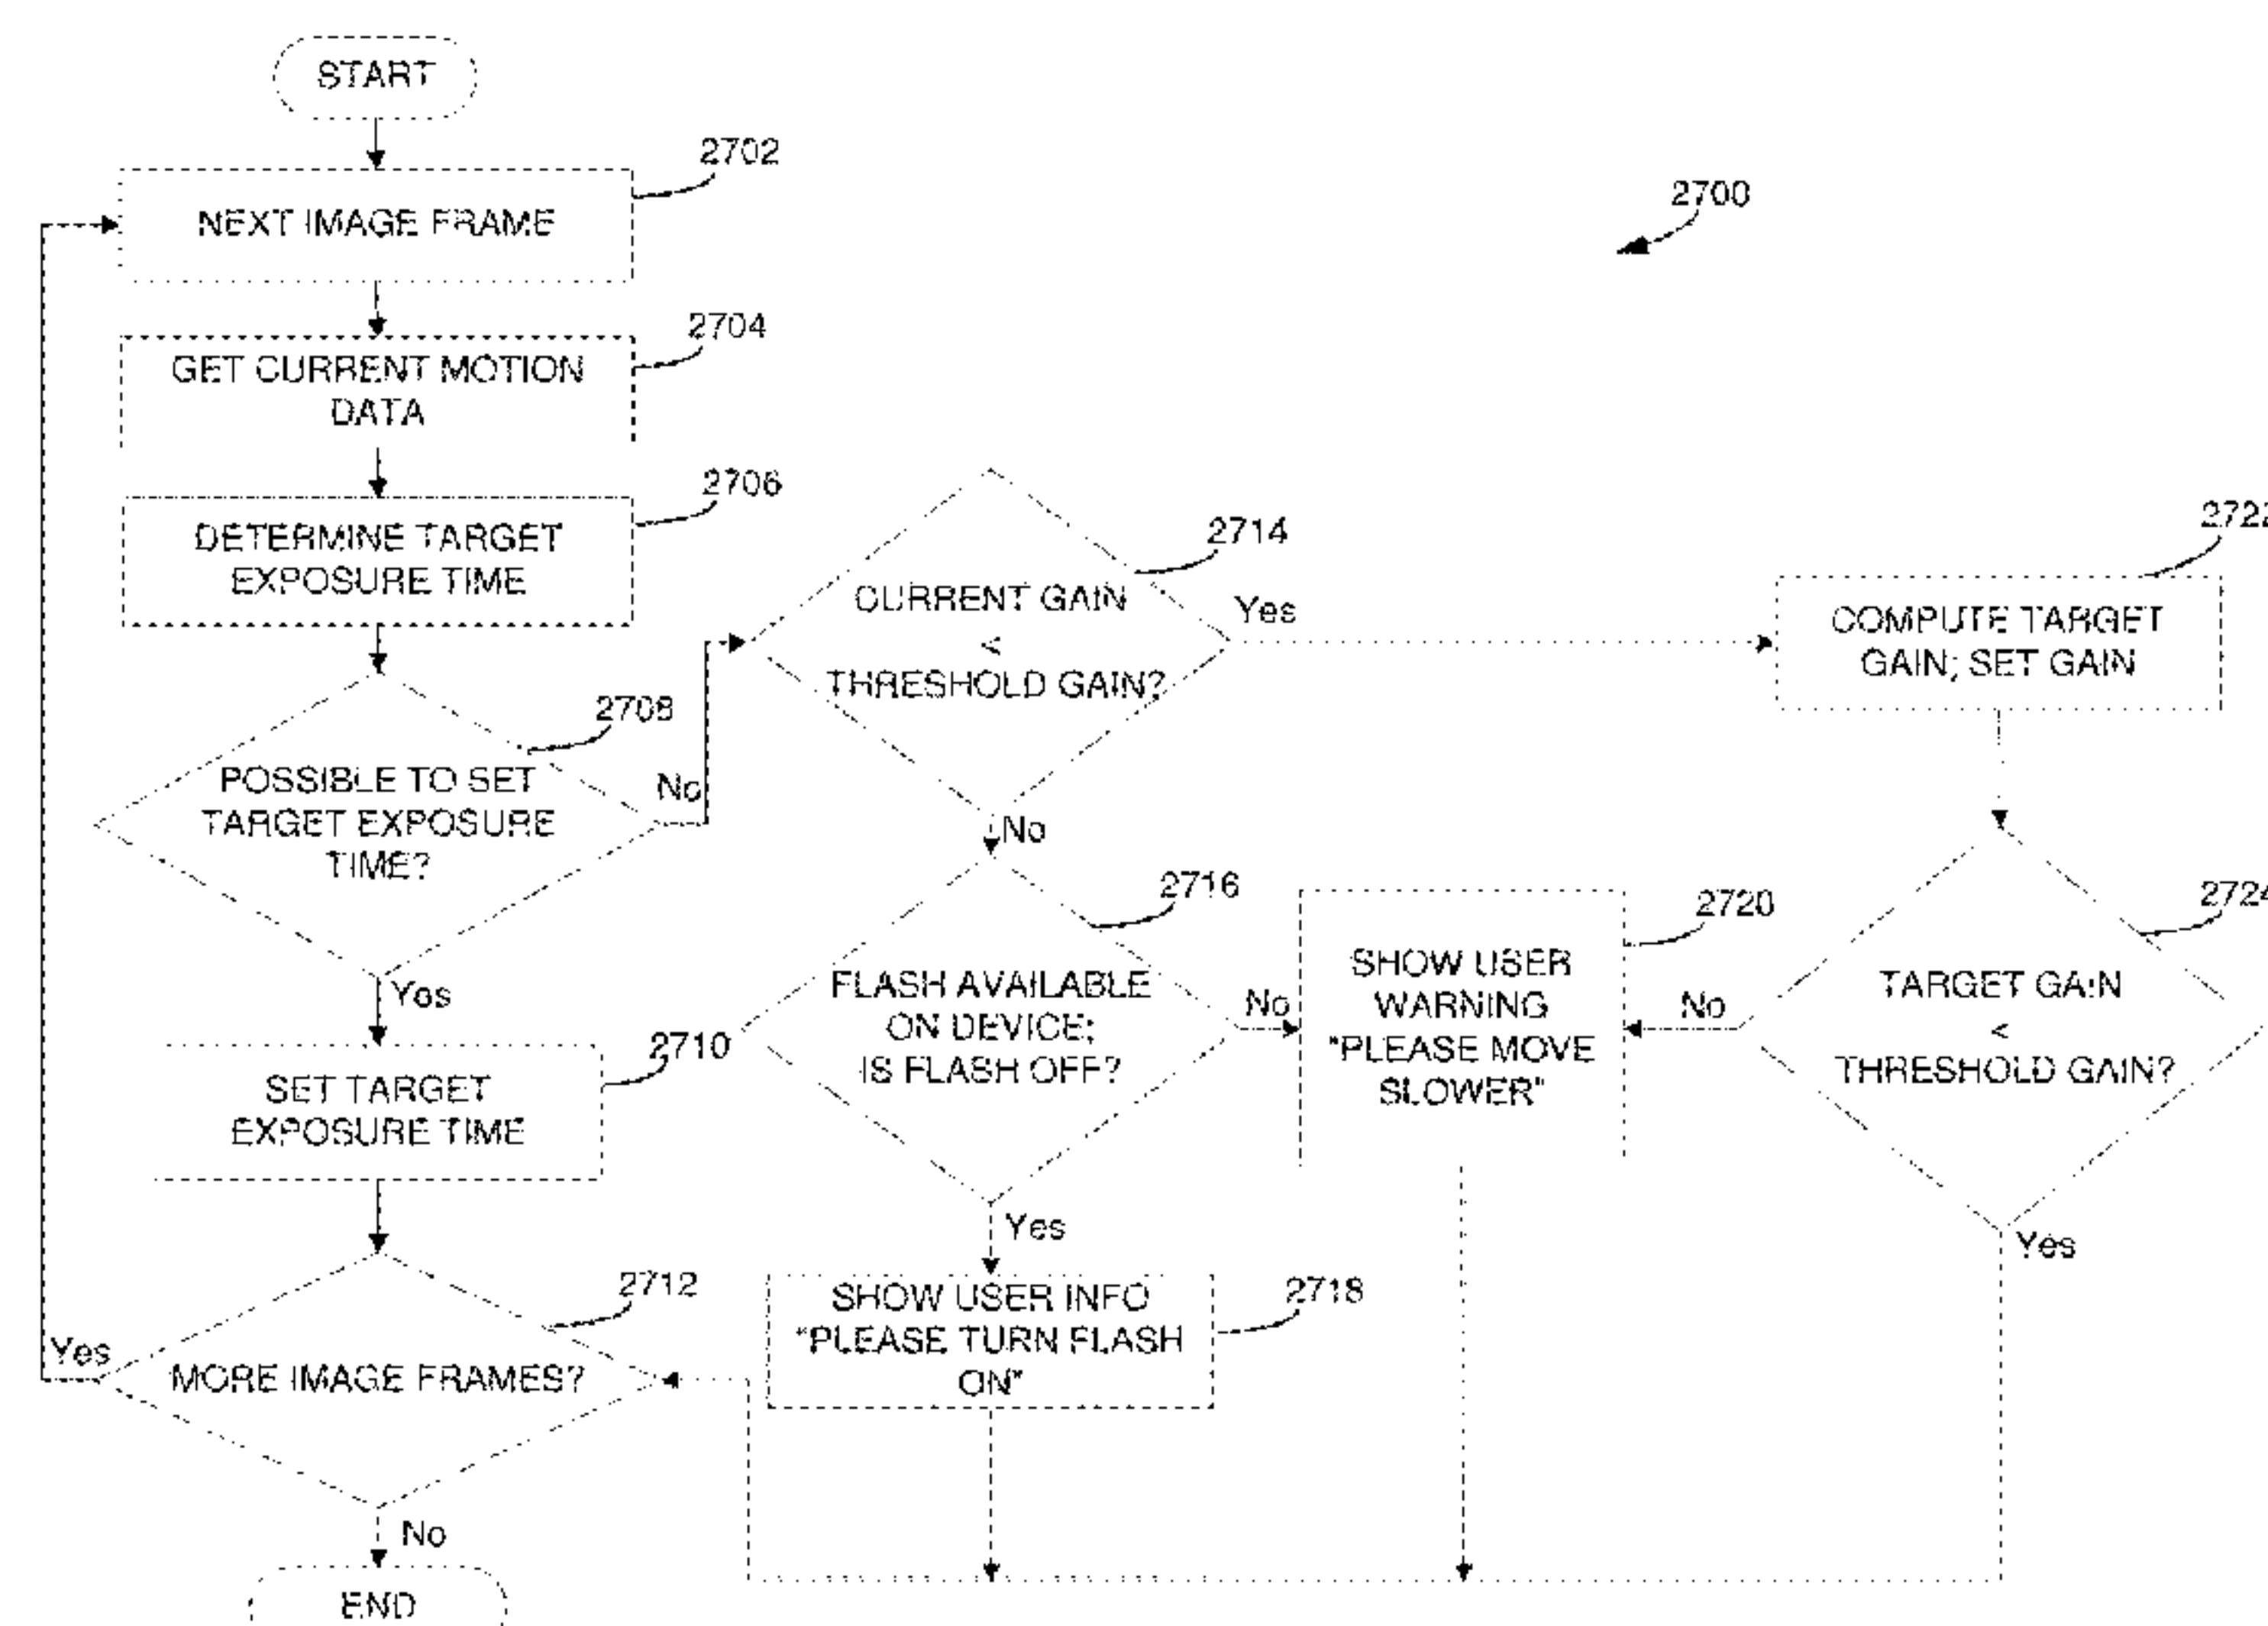 START
2702
NEXT IMAGE FRAME
2700
2704
GET CURRENT MOTION
DATA
2706
DETERMINE TARGET
EXPOSURE TIME
2708
POSSIBLE TO SET
TARGET EXPOSURE
TIME?
No
Yes
2710
SET TARGET
EXPOSURE TIME
2712
MORE IMAGE FRAMES?
Yes
No
END
2714
CURRENT GAIN
<
THRESHOLD GAIN?
Yes
No
2716
FLASH AVAILABLE
ON DEVICE;
IS FLASH OFF?
No
Yes
2718
SHOW USER INFO
"PLEASE TURN FLASH
ON"
2720
SHOW USER
WARNING
"PLEASE MOVE
SLOWER"
2722
COMPUTE TARGET
GAIN; SET GAIN
2724
TARGET GAIN
<
THRESHOLD GAIN?
No
Yes